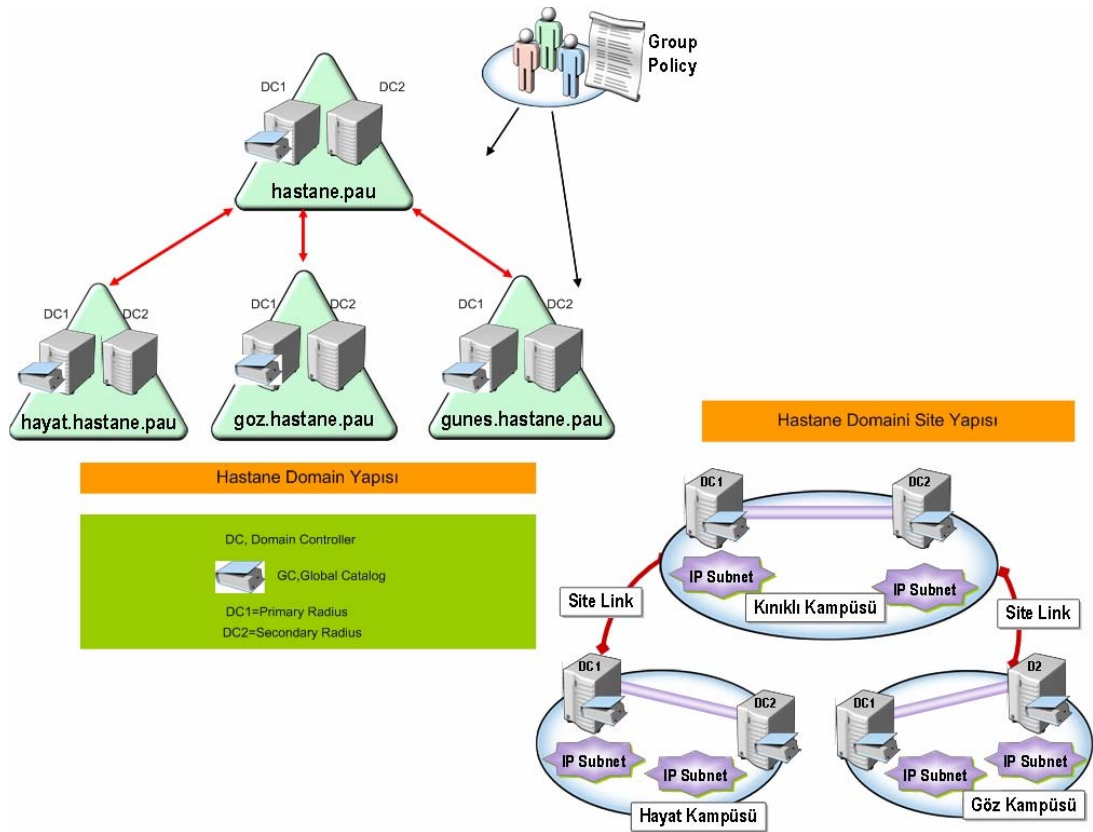 Group
Policy
DC1
DC2
hastane.pau
DC1
DC2
hayat.hastane.pau
DC1
DC2
goz.hastane.pau
DC1
DC2
gunes.hastane.pau
Hastane Domain Yapısı
DC, Domain Controller
GC,Global Catalog
DC1=Primary Radius
DC2=Secondary Radius
Hastane Domaini Site Yapısı
DC1
DC2
IP Subnet
IP Subnet
Kınıklı Kampüsü
Site Link
Site Link
DC1
DC2
IP Subnet
IP Subnet
Hayat Kampüsü
D2
DC1
IP Subnet
IP Subnet
Göz Kampüsü